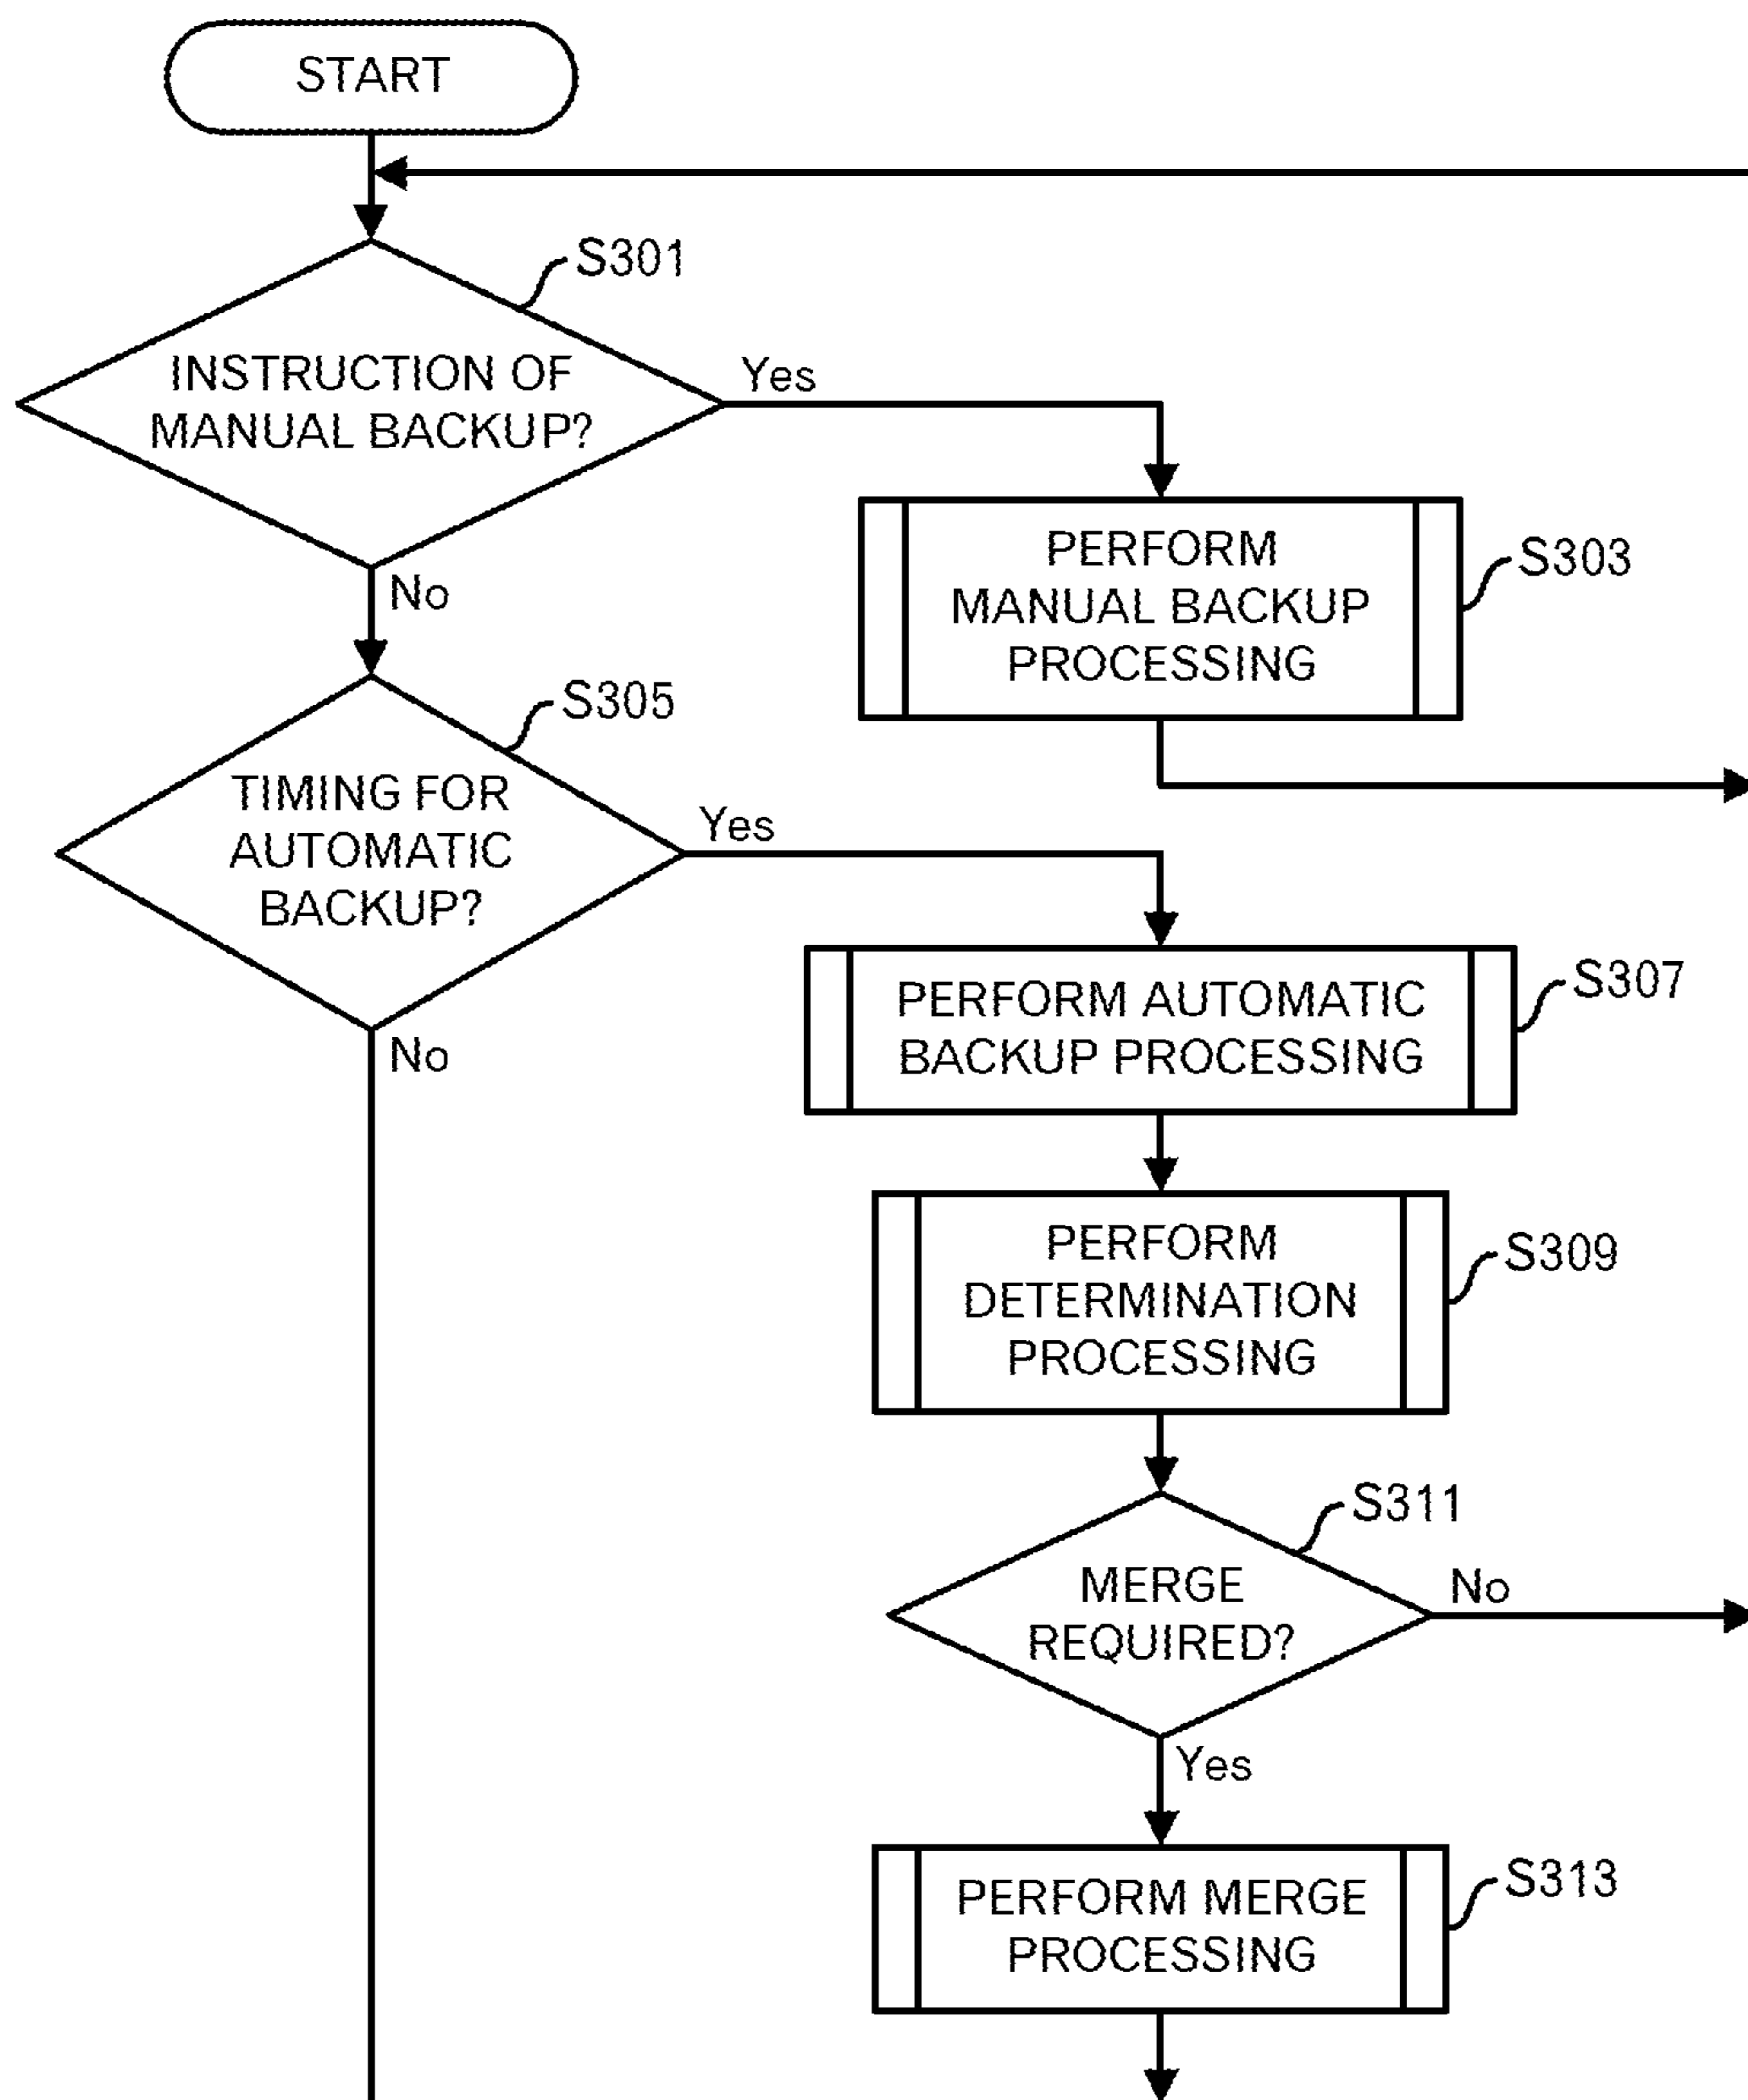 START
S301
INSTRUCTION OF
MANUAL BACKUP?
Yes
No
PERFORM
MANUAL BACKUP
PROCESSING
S303
S305
TIMING FOR
AUTOMATIC
BACKUP?
Yes
No
PERFORM AUTOMATIC
BACKUP PROCESSING
S307
PERFORM
DETERMINATION
PROCESSING
S309
S311
MERGE
REQUIRED?
No
Yes
PERFORM MERGE
PROCESSING
S313